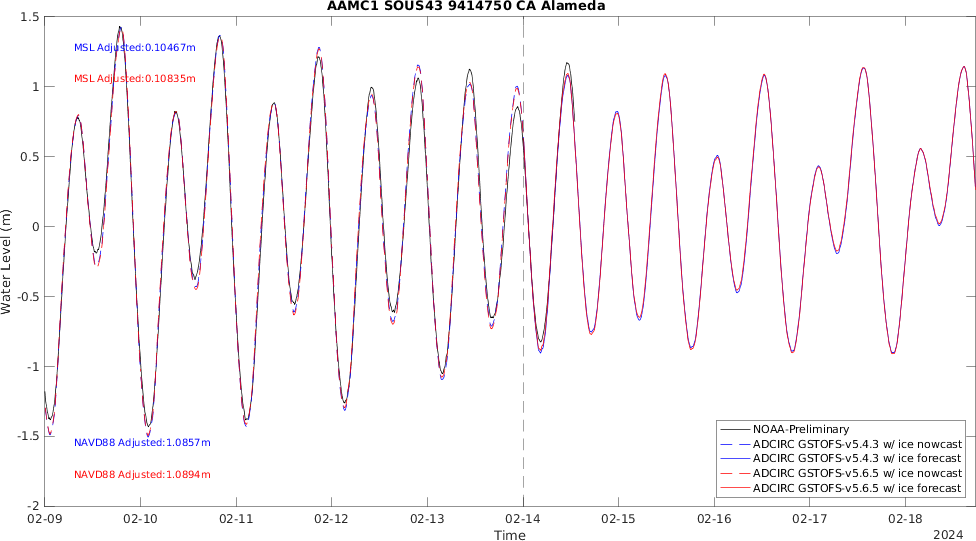 AAMC1 SOUS43 9414750 CA Alameda
1.5
1
0.5
0
-0.5
-1
-1.5
-2
Water Level (m)
MSL Adjusted:0.10467m
MSL Adjusted:0.10835m
NAVD88 Adjusted:1.0857m
NAVD88 Adjusted:1.0894m
NOAA-Preliminary
ADCIRC GSTOFS-v5.4.3 w/ ice nowcast
ADCIRC GSTOFS-v5.4.3 w/ ice forecast
ADCIRC GSTOFS-v5.6.5 w/ ice nowcast
ADCIRC GSTOFS-v5.6.5 w/ ice forecast
02-09 02-10 02-11 02-12 02-13 02-14 02-15 02-16 02-17 02-18
Time
2024